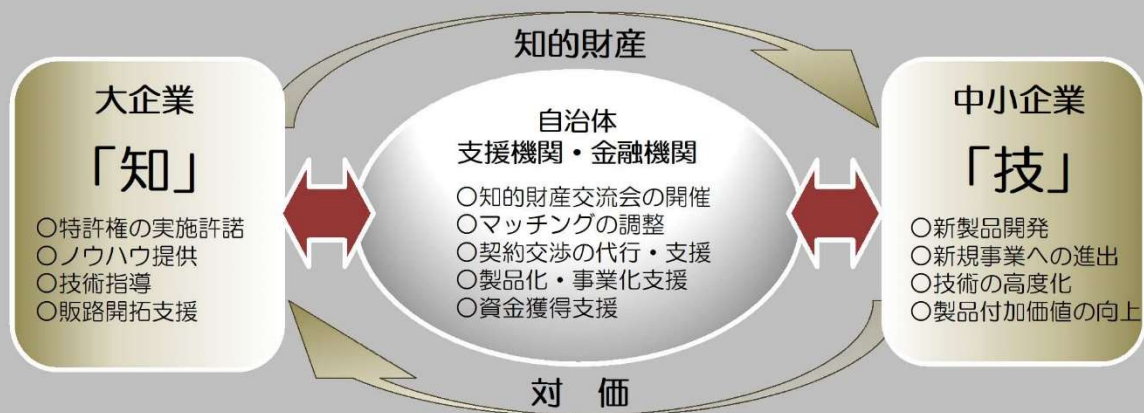 知的財産
大企業
「知」
○特許権の実施許諾
○ノウハウ提供
○技術指導
○販路開拓支援
自治体
支援機関・金融機関
○知的財産交流会の開催
○マッチングの調整
○契約交渉の代行・支援
○製品化・事業化支援
○資金獲得支援
中小企業
「技」
○新製品開発
○新規事業への進出
○技術の高度化
○製品付加価値の向上
対 価